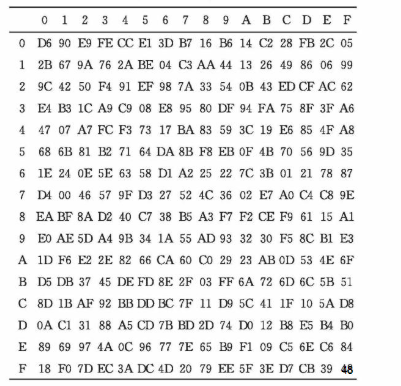 0 1 2 3 4 5 6 7 8 9 A B C D E F
0 D6 90 E9 FE CC E1 3D B7 16 B6 14 C2 28 FB 2C 05
1 2B 67 9A 76 2A BE 04 C3 AA 44 13 26 49 86 06 99
2 9C 42 50 F4 91 EF 98 7A 33 54 0B 43 ED CF AC 62
3 E4 B3 1C A9 C9 08 E8 95 80 DF 94 FA 75 8F 3F A6
4 47 07 A7 FC F3 73 17 BA 83 59 3C 19 E6 85 4F A8
5 68 6B 81 B2 71 64 DA 8B F8 EB 0F 4B 70 56 9D 35
6 1E 24 0E 5E 63 58 D1 A2 25 22 7C 3B 01 21 78 87
7 D4 00 46 57 9F D3 27 52 4C 36 02 E7 A0 C4 C8 9E
8 EA BF 8A D2 40 C7 38 B5 A3 F7 F2 CE F9 61 15 A1
9 E0 AE 5D A4 9B 34 1A 55 AD 93 32 30 F5 8C B1 E3
A 1D F6 E2 2E 82 66 CA 60 C0 29 23 AB 0D 53 4E 6F
B D5 DB 37 45 DE FD 8E 2F 03 FF 6A 72 6D 6C 5B 51
C 8D 1B AF 92 BB DD BC 7F 11 D9 5C 41 1F 10 5A D8
D 0A C1 31 88 A5 CD 7B BD 2D 74 D0 12 B8 E5 B4 B0
E 89 69 97 4A 0C 96 77 7E 65 B9 F1 09 C5 6E C6 84
F 18 F0 7D EC 3A DC 4D 20 79 EE 5F 3E D7 CB 39 48